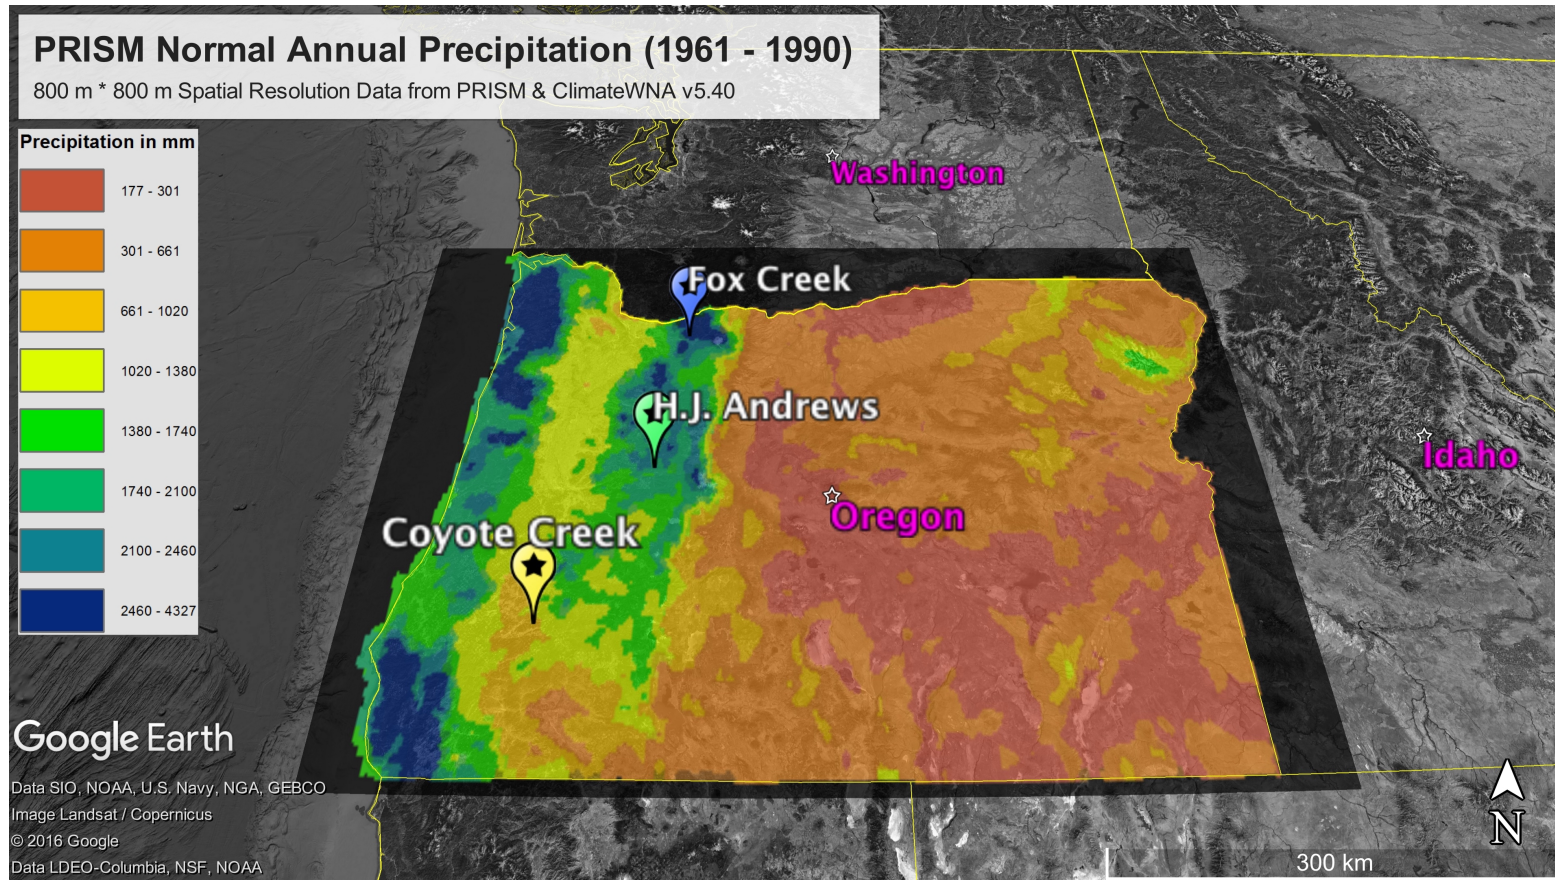 PRISM Normal Annual Precipitation (1961 - 1990)
800 m * 800 m Spatial Resolution Data from PRISM & ClimateWNA v5.40
Precipitation in mm
177 - 301
301 - 661
661 - 1020
1020 - 1380
1380 - 1740
1740 - 2100
2100 - 2460
2460 - 4327
Washington
Fox Creek
H.J. Andrews
Idaho
Oregon
Coyote Creek
Google Earth
Data SIO, NOAA, U.S. Navy, NGA, GEBCO
Image Landsat / Copernicus
© 2016 Google
Data LDEO-Columbia, NSF, NOAA
N
300 km